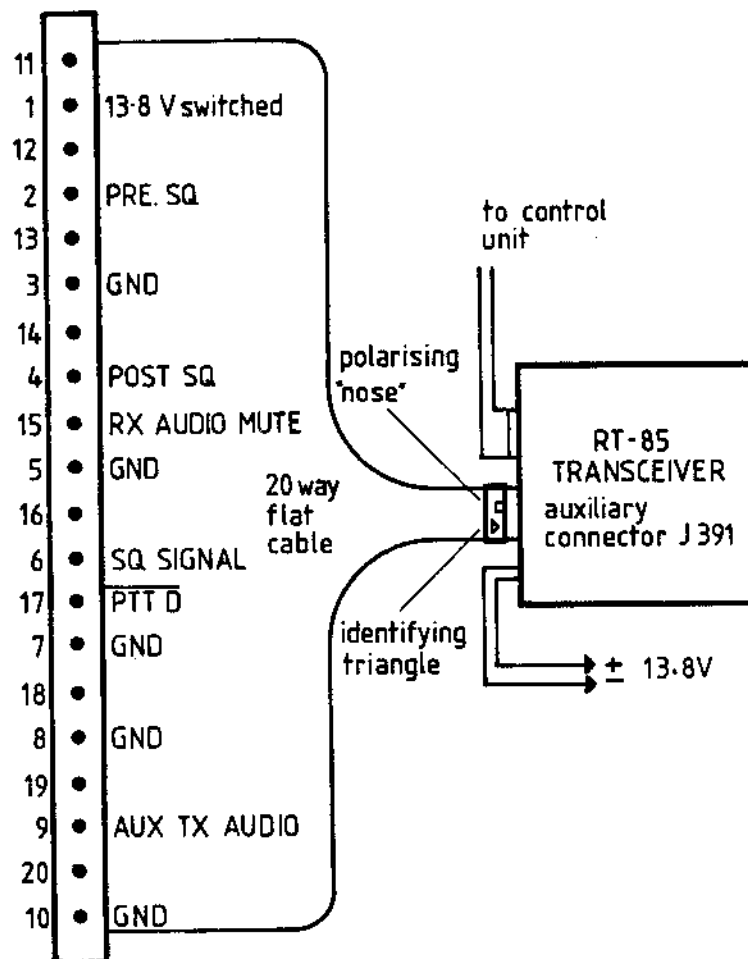 11
1 13·8 V switched
12
2 PRE. SQ
13
3 GND
14
4 POST SQ
15 RX AUDIO MUTE
5 GND
16
6 SQ SIGNAL
17 PTT D
7 GND
18
8 GND
19
9 AUX TX AUDIO
20
10 GND
20 way
flat
cable
to control
unit
polarising
"nose"
identifying
triangle
RT-85
TRANSCEIVER
auxiliary
connector J 391
+ 13.8V
−